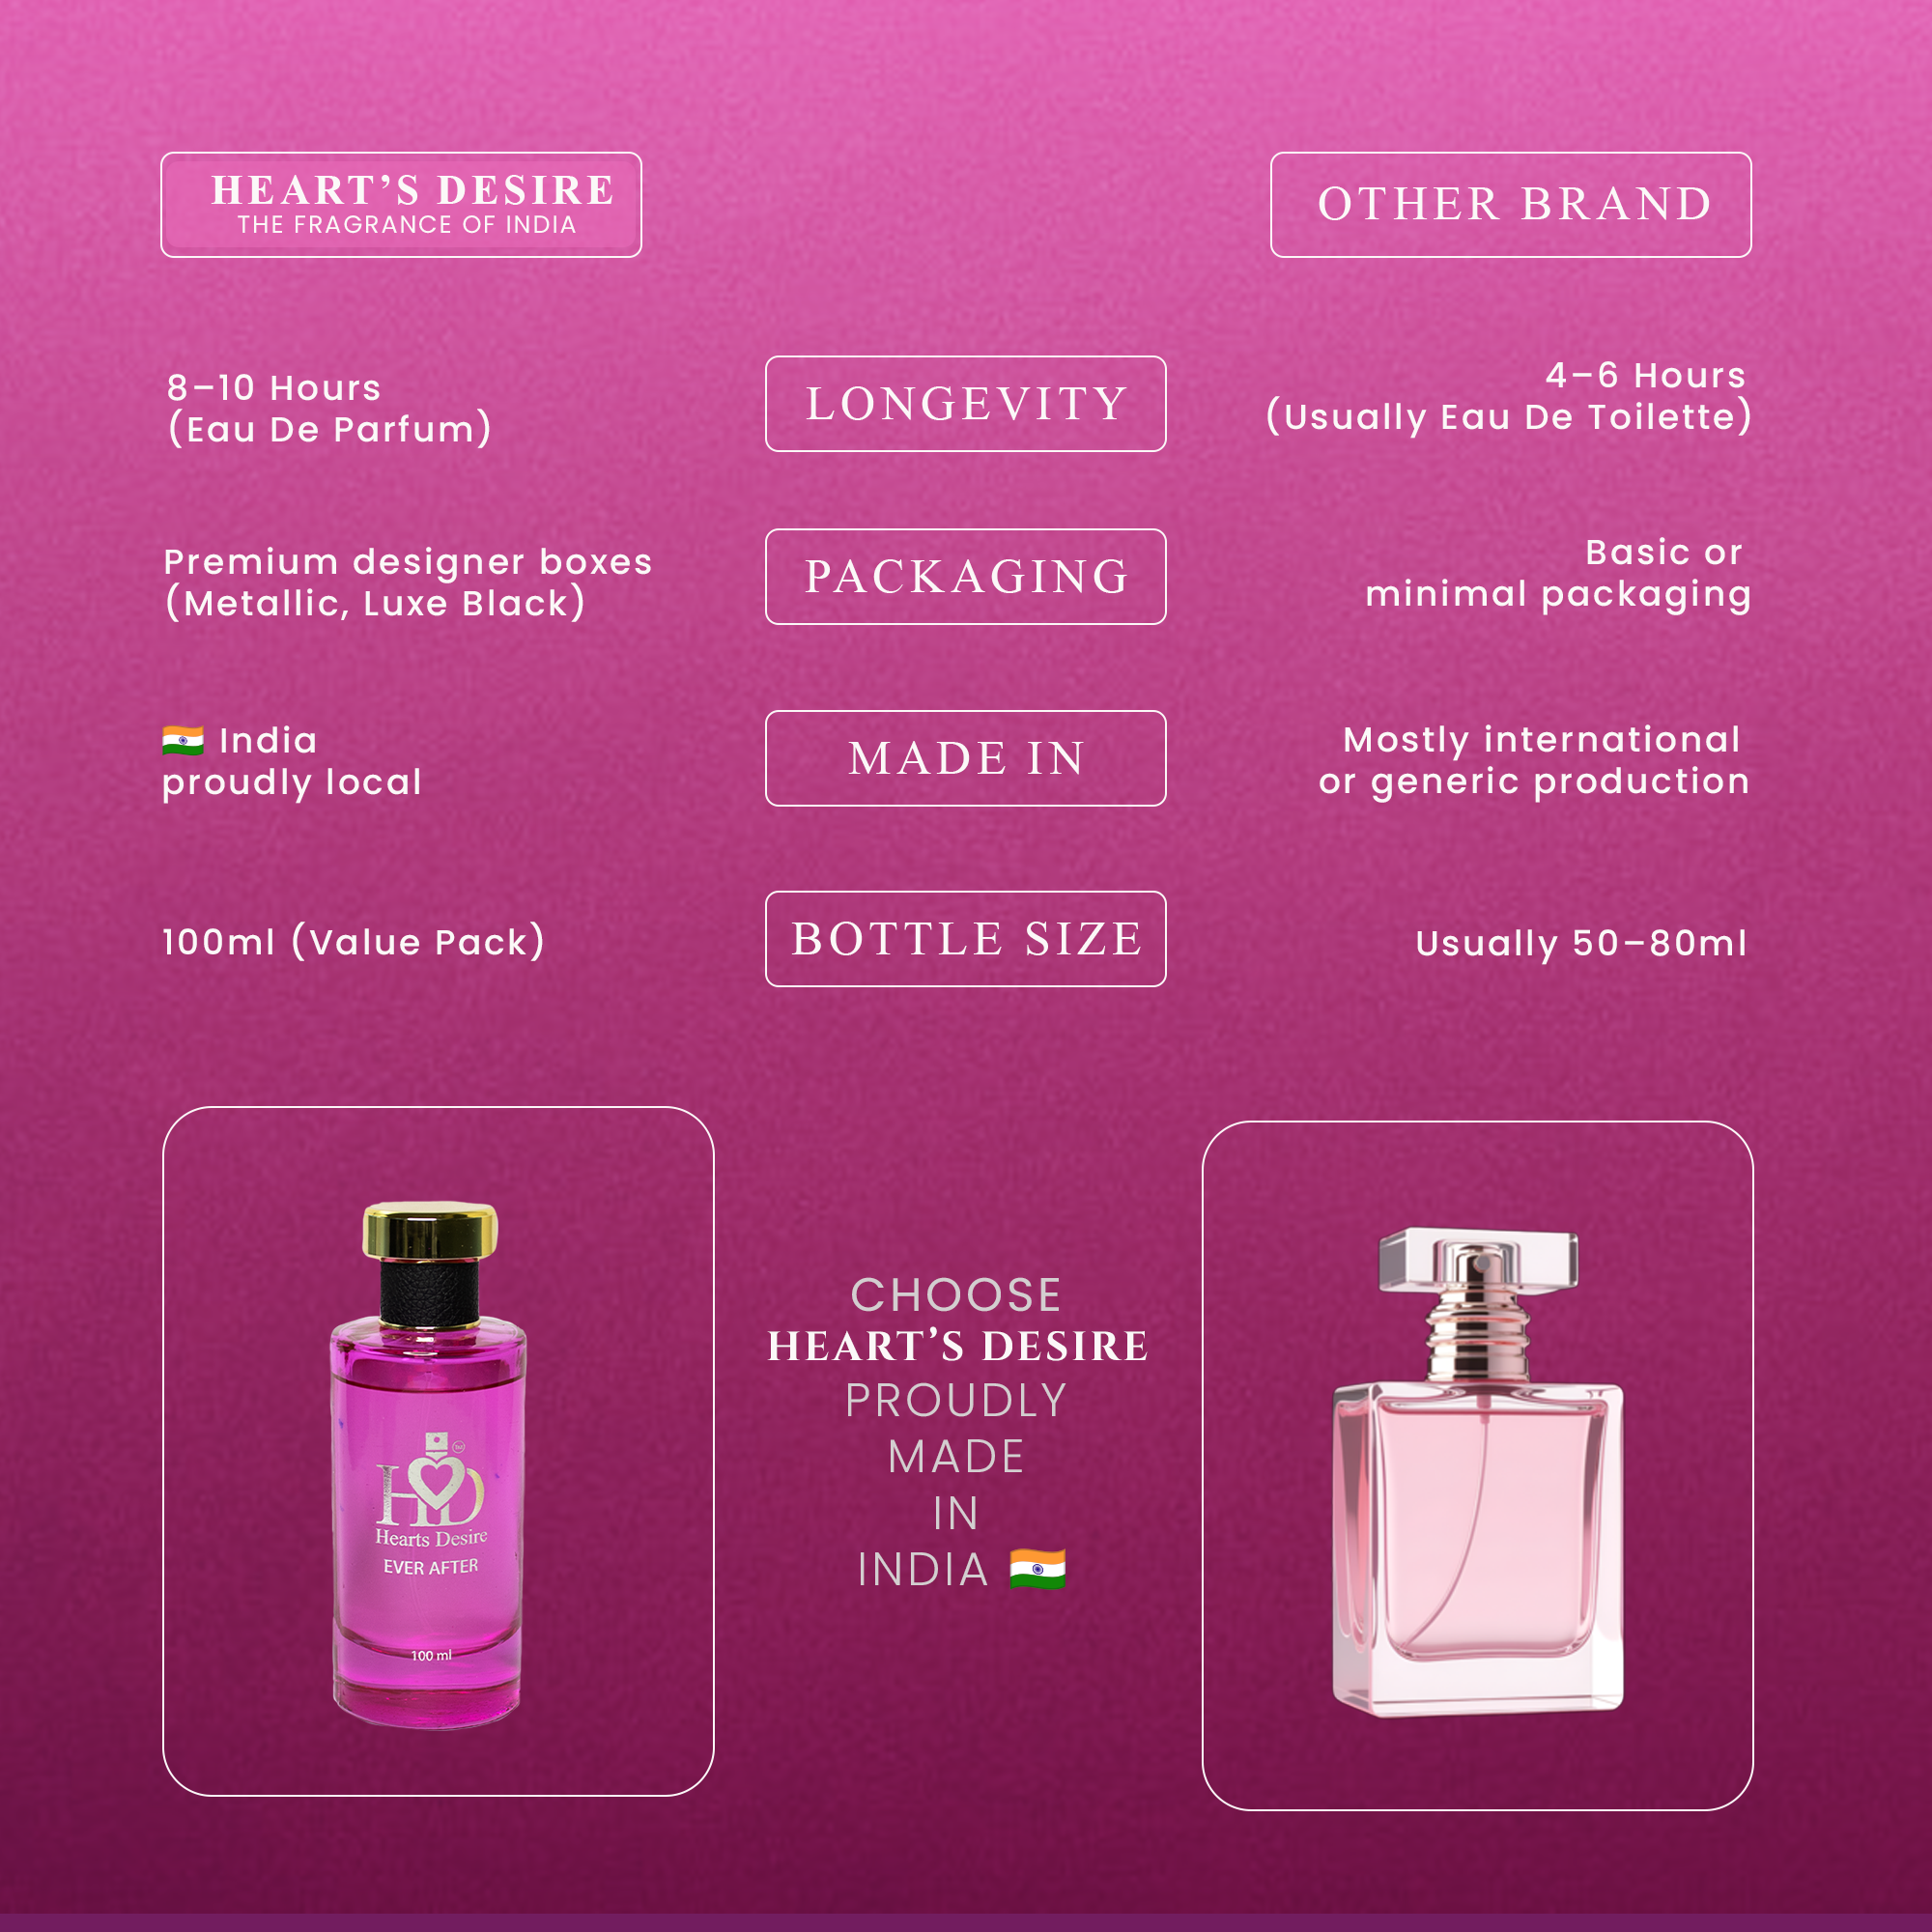 HEART’S DESIRE
THE FRAGRANCE OF INDIA
OTHER BRAND
8–10 Hours
(Eau De Parfum)
LONGEVITY
4–6 Hours
(Usually Eau De Toilette)
Premium designer boxes
(Metallic, Luxe Black)
PACKAGING
Basic or
minimal packaging
🇮🇳 India
proudly local
MADE IN
Mostly international
or generic production
100ml (Value Pack)
BOTTLE SIZE
Usually 50–80ml
CHOOSE
HEART’S DESIRE
PROUDLY
MADE
IN
INDIA 🇮🇳
HD
Hearts Desire
EVER AFTER
100 ml